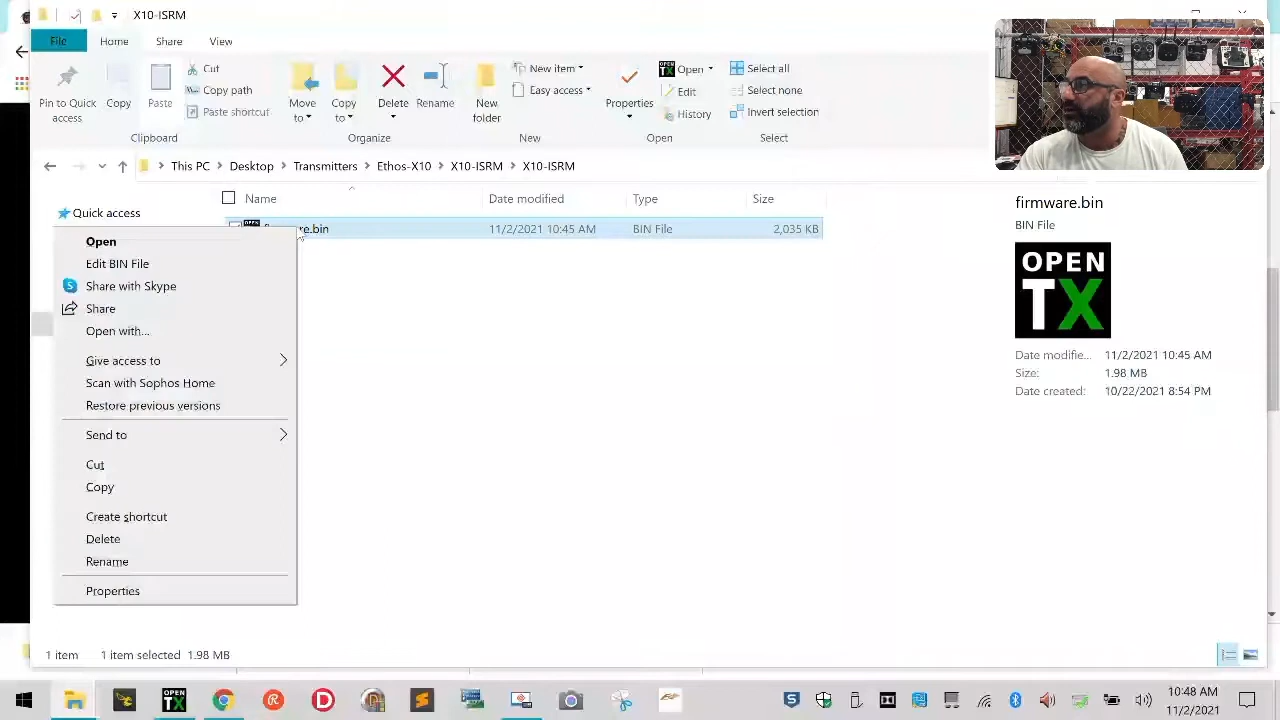 X10-ISRM
File Home Share View
Pin to Quick access
Copy
Paste
Cut
Copy path
Paste shortcut
Clipboard
Move to
Copy to
Delete
Rename
Organize
New folder
New
Properties
OPEN TX
Open
Edit
History
Open
Select all
Select none
Invert selection
Select
This PC > Desktop > Transmitters > Ethos-X10 > X10-ISRM > X10-ISRM
Name Date modified Type Size
Quick access
11/2/2021 10:45 AM BIN File 2,035 KB
Open
Edit BIN File
Share with Skype
Share
Open with...
Give access to
Scan with Sophos Home
Restore previous versions
Send to
Cut
Copy
Create shortcut
Delete
Rename
Properties
firmware.bin
BIN File
OPEN
TX
Date modifie... 11/2/2021 10:45 AM
Size: 1.98 MB
Date created: 10/22/2021 8:54 PM
1 item 1 item selected 1.98 MB
OPEN TX
10:48 AM
11/2/2021